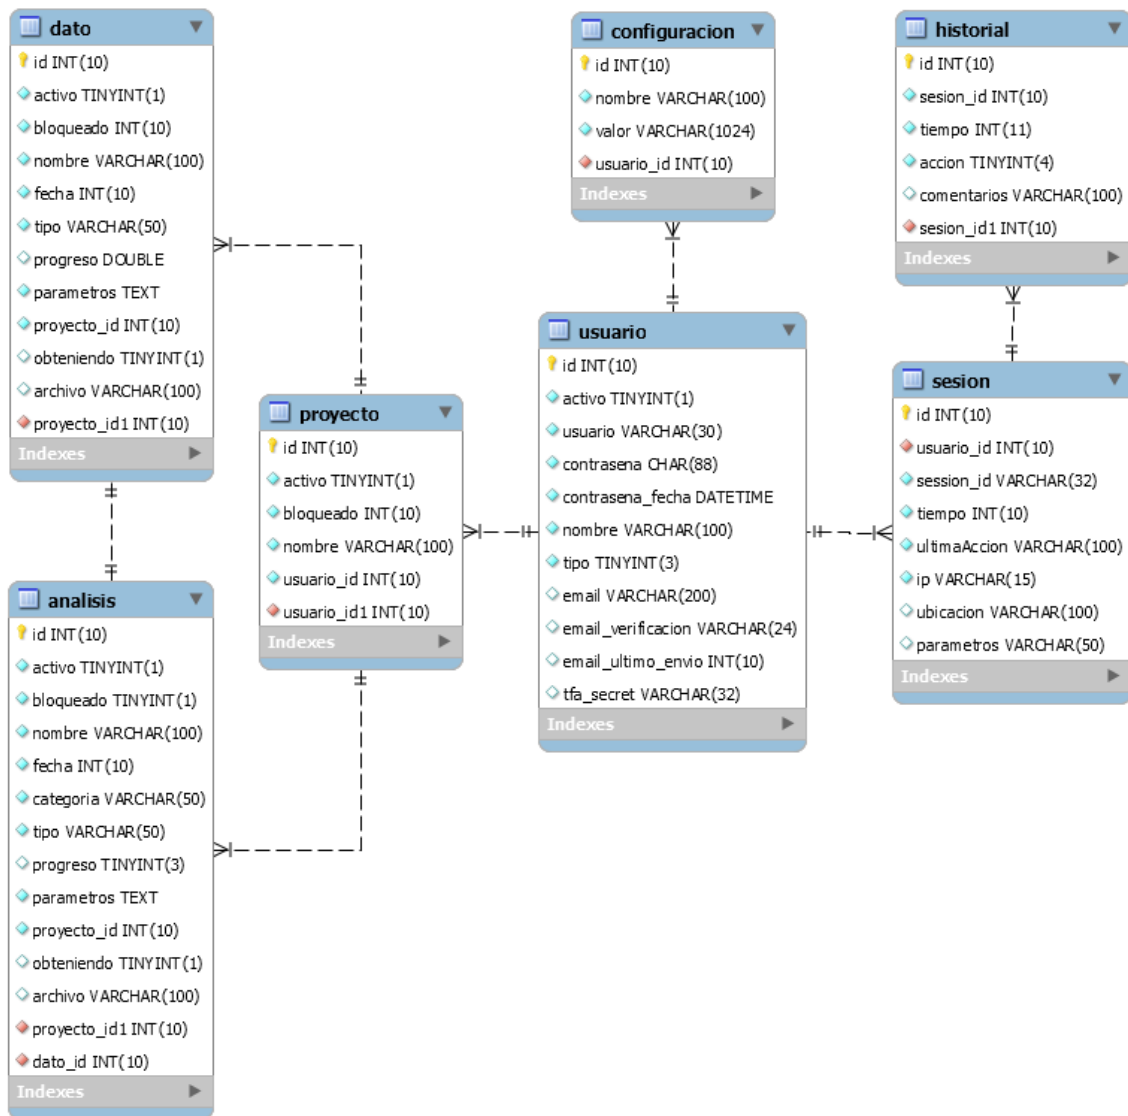 dato
id INT(10)
activo TINYINT(1)
bloqueado INT(10)
nombre VARCHAR(100)
fecha INT(10)
tipo VARCHAR(50)
progreso DOUBLE
parametros TEXT
proyecto_id INT(10)
obteniendo TINYINT(1)
archivo VARCHAR(100)
proyecto_id1 INT(10)
Indexes
analisis
id INT(10)
activo TINYINT(1)
bloqueado TINYINT(1)
nombre VARCHAR(100)
fecha INT(10)
categoria VARCHAR(50)
tipo VARCHAR(50)
progreso TINYINT(3)
parametros TEXT
proyecto_id INT(10)
obteniendo TINYINT(1)
archivo VARCHAR(100)
proyecto_id1 INT(10)
dato_id INT(10)
Indexes
proyecto
id INT(10)
activo TINYINT(1)
bloqueado INT(10)
nombre VARCHAR(100)
usuario_id INT(10)
usuario_id1 INT(10)
Indexes
configuracion
id INT(10)
nombre VARCHAR(100)
valor VARCHAR(1024)
usuario_id INT(10)
Indexes
usuario
id INT(10)
activo TINYINT(1)
usuario VARCHAR(30)
contrasena CHAR(88)
contrasena_fecha DATETIME
nombre VARCHAR(100)
tipo TINYINT(3)
email VARCHAR(200)
email_verificacion VARCHAR(24)
email_ultimo_envio INT(10)
tfa_secret VARCHAR(32)
Indexes
historial
id INT(10)
sesion_id INT(10)
tiempo INT(11)
accion TINYINT(4)
comentarios VARCHAR(100)
sesion_id1 INT(10)
Indexes
sesion
id INT(10)
usuario_id INT(10)
session_id VARCHAR(32)
tiempo INT(10)
ultimaAccion VARCHAR(100)
ip VARCHAR(15)
ubicacion VARCHAR(100)
parametros VARCHAR(50)
Indexes